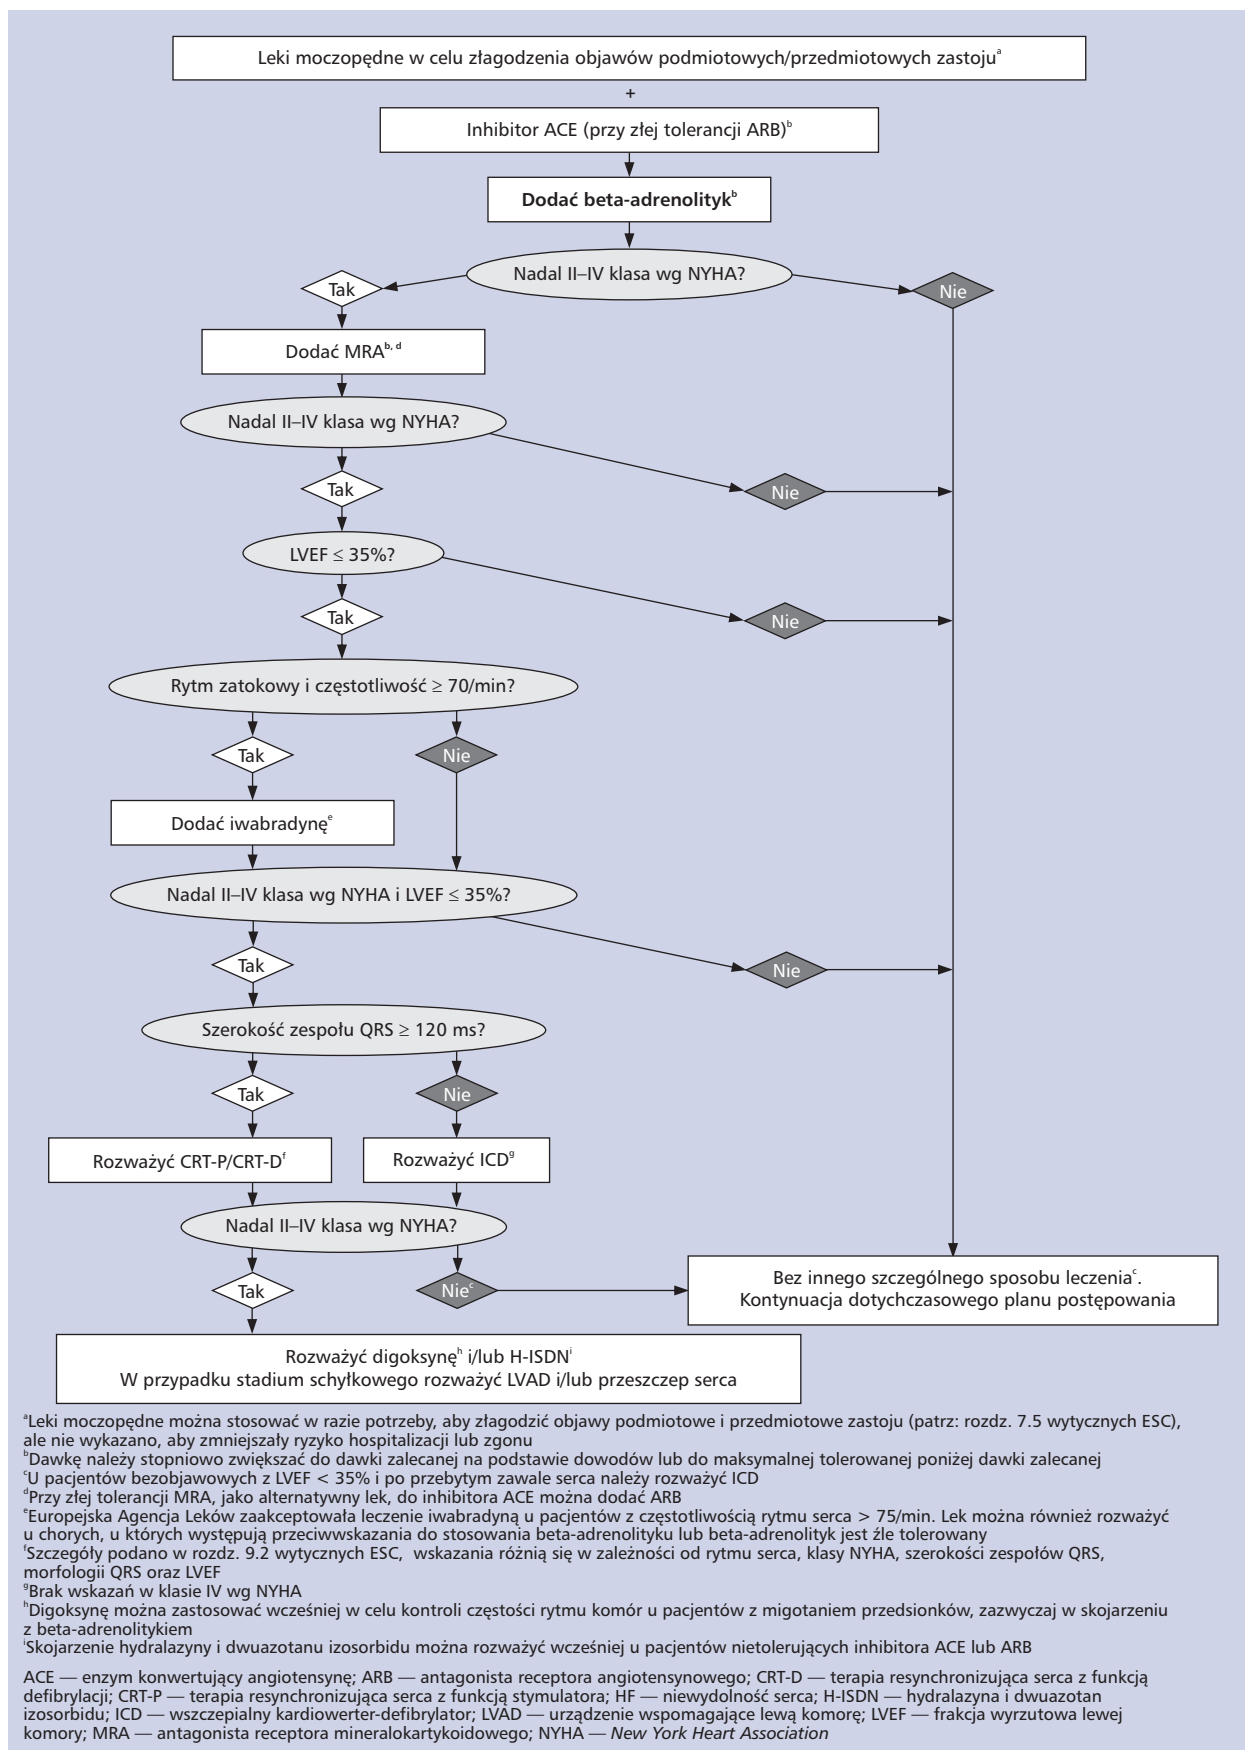 Leki moczopędne w celu złagodzenia objawów podmiotowych/przedmiotowych zastojuᵃ
+
Inhibitor ACE (przy złej tolerancji ARB)ᵇ
Dodać beta-adrenolitykᵇ
Nadal II–IV klasa wg NYHA?
Tak
Nie
Dodać MRAᵇ, ᵈ
Nadal II–IV klasa wg NYHA?
Tak
Nie
LVEF ≤ 35%?
Tak
Nie
Rytm zatokowy i częstotliwość ≥ 70/min?
Tak
Nie
Dodać iwabradynęᵉ
Nadal II–IV klasa wg NYHA i LVEF ≤ 35%?
Tak
Nie
Szerokość zespołu QRS ≥ 120 ms?
Tak
Nie
Rozważyć CRT-P/CRT-Dᶠ
Rozważyć ICDᵍ
Nadal II–IV klasa wg NYHA?
Tak
Nieᶜ
Bez innego szczególnego sposobu leczeniaᶜ.
Kontynuacja dotychczasowego planu postępowania
Rozważyć digoksynęʰ i/lub H-ISDNⁱ
W przypadku stadium schyłkowego rozważyć LVAD i/lub przeszczep serca
ᵃLeki moczopędne można stosować w razie potrzeby, aby złagodzić objawy podmiotowe i przedmiotowe zastoju (patrz: rozdz. 7.5 wytycznych ESC),
ale nie wykazano, aby zmniejszały ryzyko hospitalizacji lub zgonu
ᵇDawkę należy stopniowo zwiększać do dawki zalecanej na podstawie dowodów lub do maksymalnej tolerowanej poniżej dawki zalecanej
ᶜU pacjentów bezobjawowych z LVEF < 35% i po przebytym zawale serca należy rozważyć ICD
ᵈPrzy złej tolerancji MRA, jako alternatywny lek, do inhibitora ACE można dodać ARB
ᵉEuropejska Agencja Leków zaakceptowała leczenie iwabradyną u pacjentów z częstotliwością rytmu serca > 75/min. Lek można również rozważyć
u chorych, u których występują przeciwwskazania do stosowania beta-adrenolityku lub beta-adrenolityk jest źle tolerowany
ᶠSzczegóły podano w rozdz. 9.2 wytycznych ESC, wskazania różnią się w zależności od rytmu serca, klasy NYHA, szerokości zespołów QRS,
morfologii QRS oraz LVEF
ᵍBrak wskazań w klasie IV wg NYHA
ʰDigoksynę można zastosować wcześniej w celu kontroli częstości rytmu komór u pacjentów z migotaniem przedsionków, zazwyczaj w skojarzeniu
z beta-adrenolitykiem
ⁱSkojarzenie hydralazyny i dwuazotanu izosorbidu można rozważyć wcześniej u pacjentów nietolerujących inhibitora ACE lub ARB
ACE — enzym konwertujący angiotensynę; ARB — antagonista receptora angiotensynowego; CRT-D — terapia resynchronizująca serca z funkcją
defibrylacji; CRT-P — terapia resynchronizująca serca z funkcją stymulatora; HF — niewydolność serca; H-ISDN — hydralazyna i dwuazotan
izosorbidu; ICD — wszczepialny kardiowerter-defibrylator; LVAD — urządzenie wspomagające lewą komorę; LVEF — frakcja wyrzutowa lewej
komory; MRA — antagonista receptora mineralokartykoidowego; NYHA — New York Heart Association